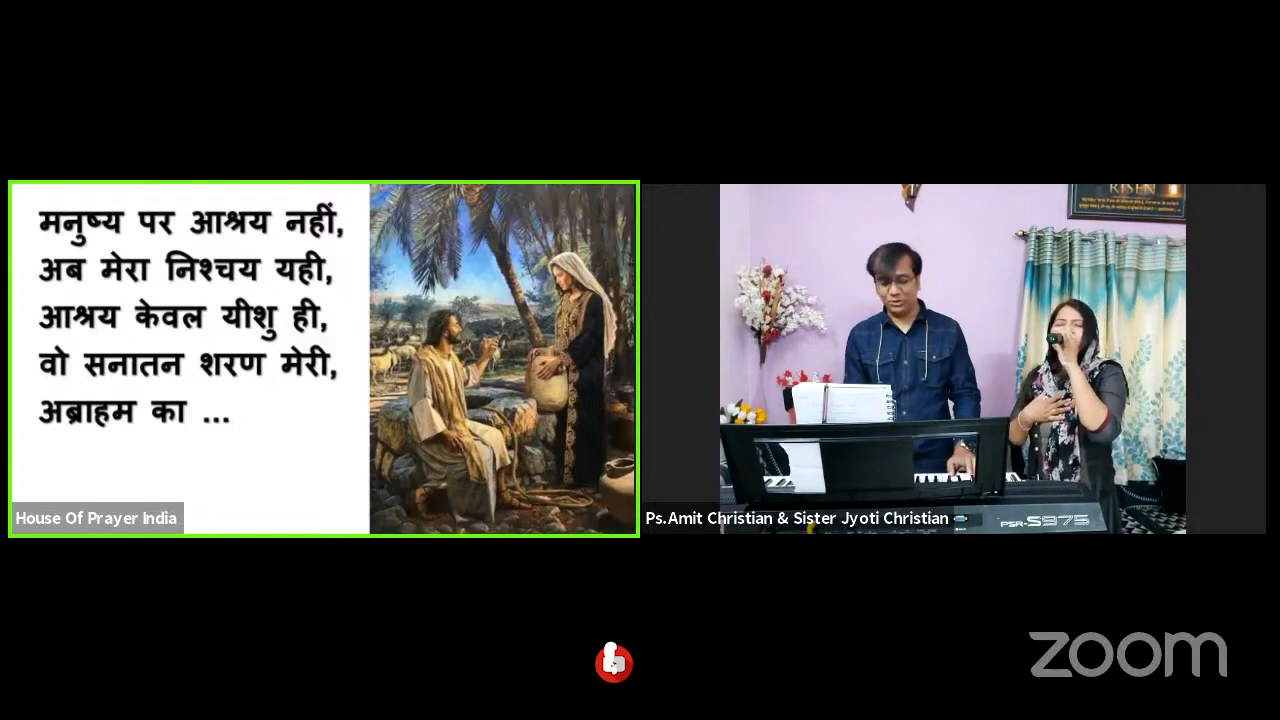 मनुष्य पर आश्रय नहीं,
अब मेरा निश्चय यही,
आश्रय केवल यीशु ही,
वो सनातन शरण मेरी,
अब्राहम का ...
House Of Prayer India
RISEN
Ps.Amit Christian & Sister Jyoti Christian
PSR-S975
zoom